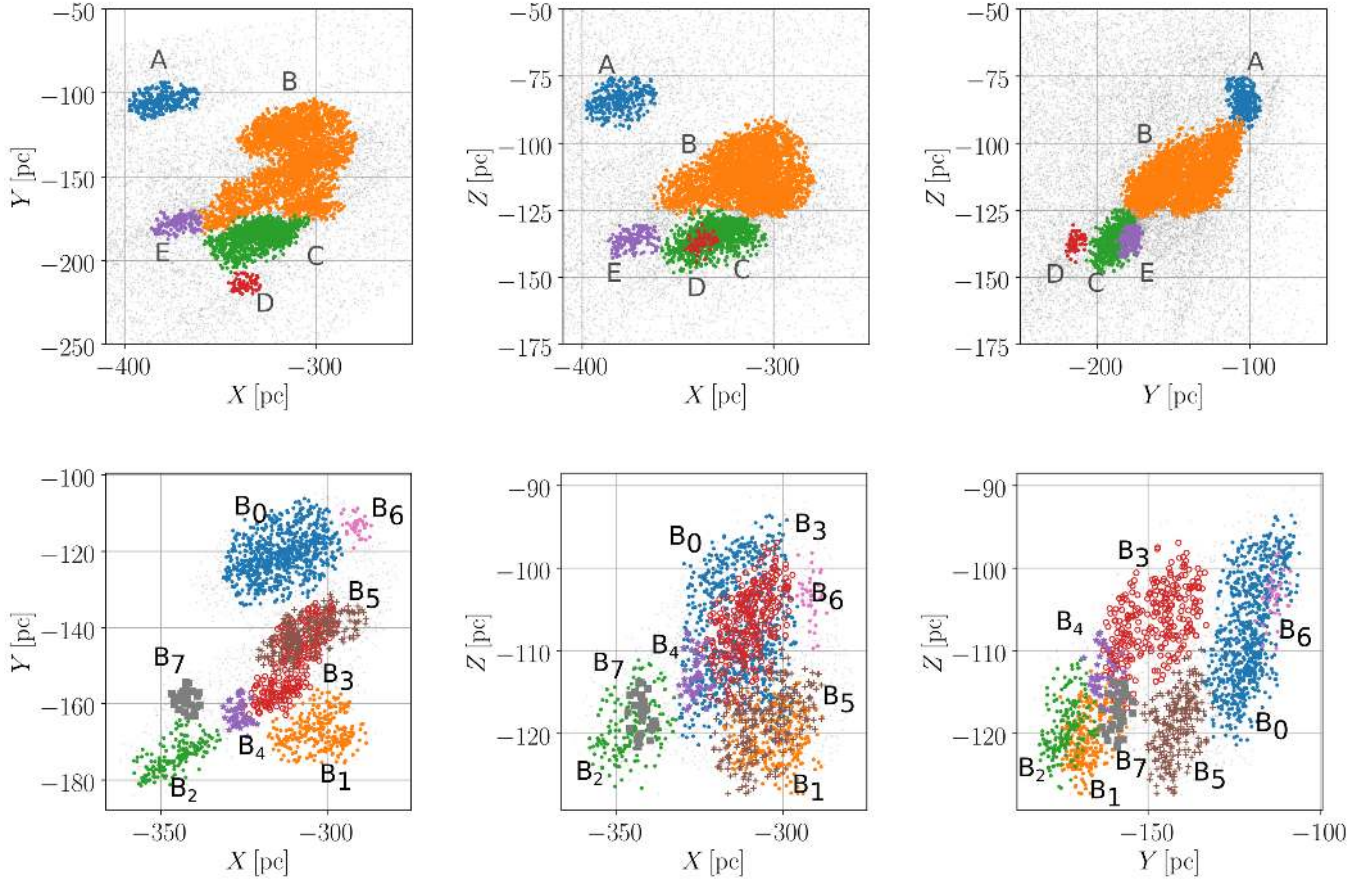 −50
−100
−150
−200
−250
Y [pc]
−400
−300
X [pc]
A
B
C
D
E
−50
−75
−100
−125
−150
−175
Z [pc]
−400
−300
X [pc]
A
B
C
D
E
−50
−75
−100
−125
−150
−175
Z [pc]
−200
−100
Y [pc]
A
B
C
D
E
−100
−120
−140
−160
−180
Y [pc]
−350
−300
X [pc]
B0
B6
B5
B7
B3
B4
B2
B1
−90
−100
−110
−120
Z [pc]
−350
−300
X [pc]
B0
B3
B6
B4
B7
B5
B2
B1
−90
−100
−110
−120
Z [pc]
−150
−100
Y [pc]
B3
B4
B6
B0
B2
B7
B5
B1